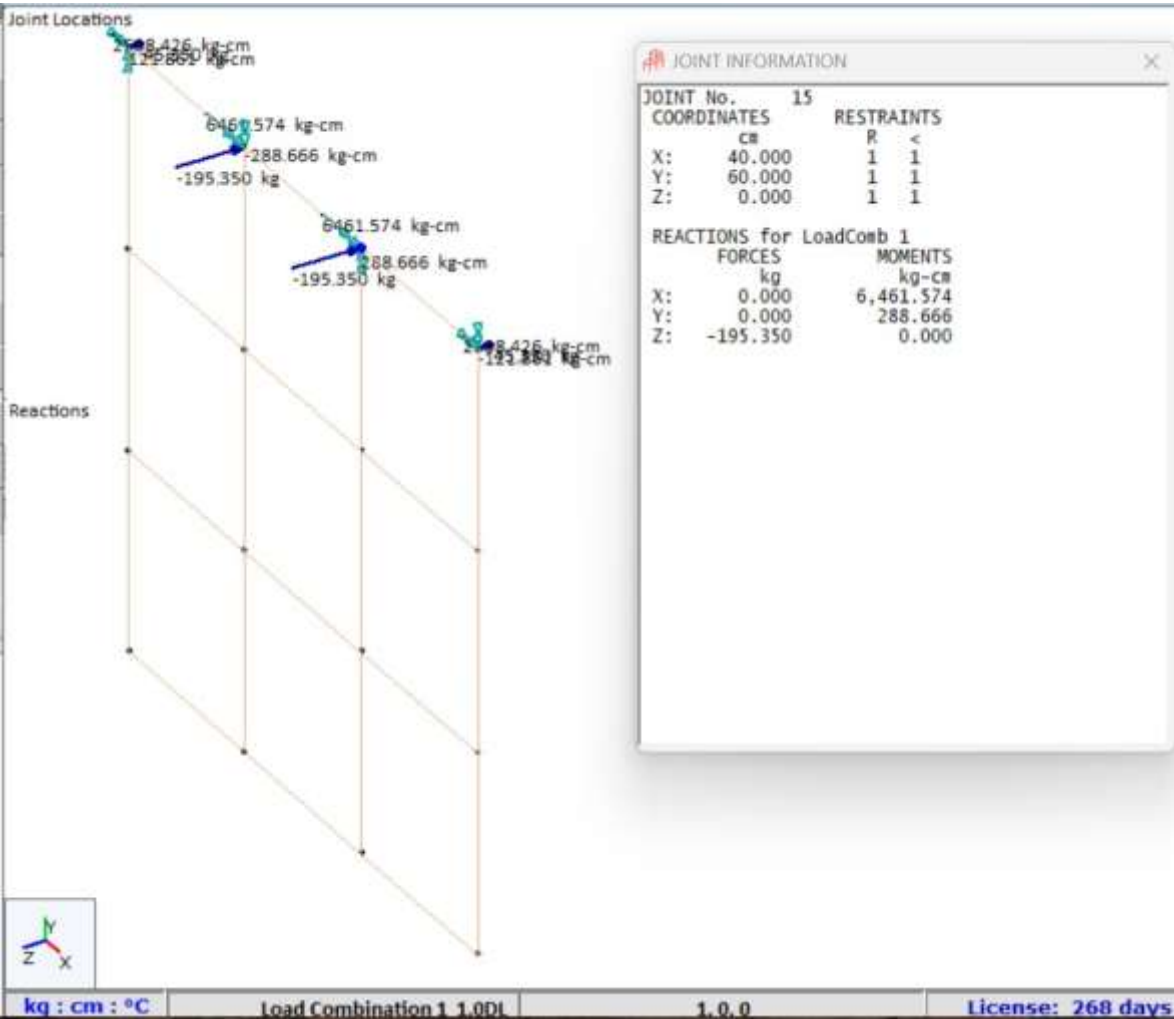 Joint Locations
6461.574 kg-cm
-288.666 kg-cm
-195.350 kg
6461.574 kg-cm
288.666 kg-cm
-195.350 kg
Reactions
Y
Z X
kg : cm : ºC Load Combination 1 1.0DL 1, 0, 0 License: 268 days
JOINT INFORMATION
JOINT No. 15
COORDINATES RESTRAINTS
cm R <
X: 40.000 1 1
Y: 60.000 1 1
Z: 0.000 1 1
REACTIONS for LoadComb 1
FORCES MOMENTS
kg kg-cm
X: 0.000 6,461.574
Y: 0.000 288.666
Z: -195.350 0.000